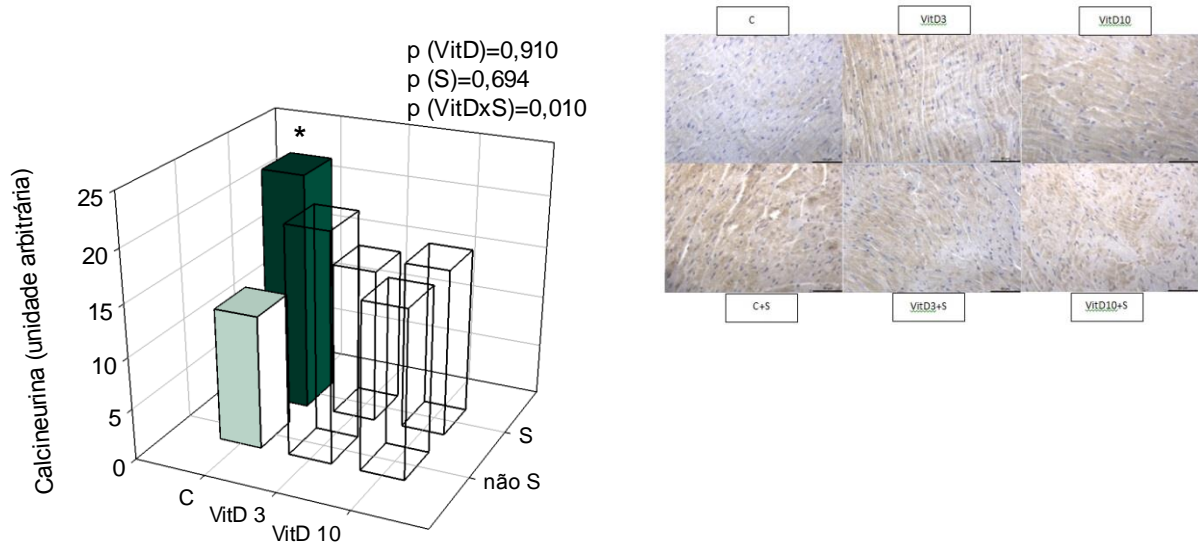 p (VitD)=0,910
p (S)=0,694
p (VitDxS)=0,010
*
Calcineurina (unidade arbitrária)
25
20
15
10
5
0
C
VitD 3
VitD 10
não S
S
C
VitD3
VitD10
C+S
VitD3+S
VitD10+S